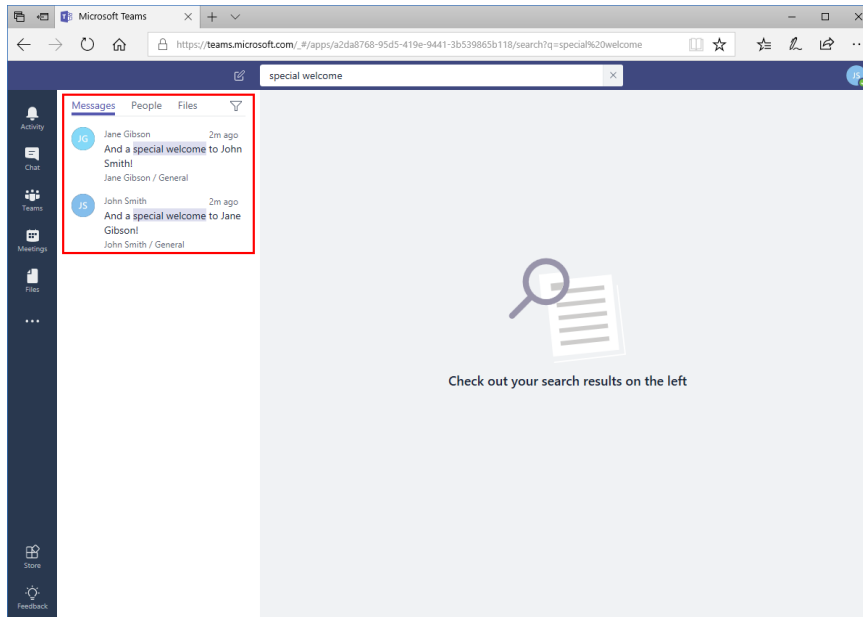 Microsoft Teams
https://teams.microsoft.com/_#/apps/a2da8768-95d5-419e-9441-3b539865b118/search?q=special%20welcome
special welcome
JS
Activity
Chat
Teams
Meetings
Files
Store
Feedback
Messages People Files
JG
Jane Gibson 2m ago
And a special welcome to John
Smith!
Jane Gibson / General
JS
John Smith 2m ago
And a special welcome to Jane
Gibson!
John Smith / General
Check out your search results on the left